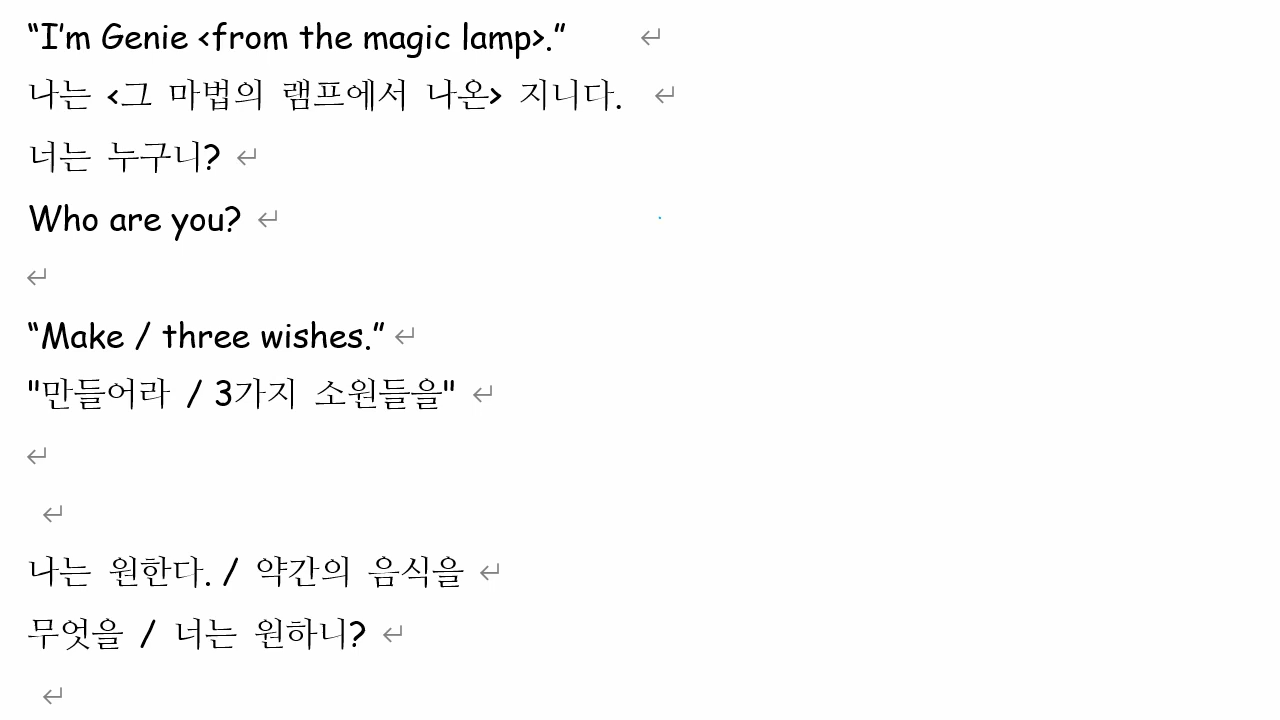 “I’m Genie <from the magic lamp>.”
나는 <그 마법의 램프에서 나온> 지니다.
너는 누구니?
Who are you?
“Make / three wishes.”
"만들어라 / 3가지 소원들을"
나는 원한다. / 약간의 음식을
무엇을 / 너는 원하니?